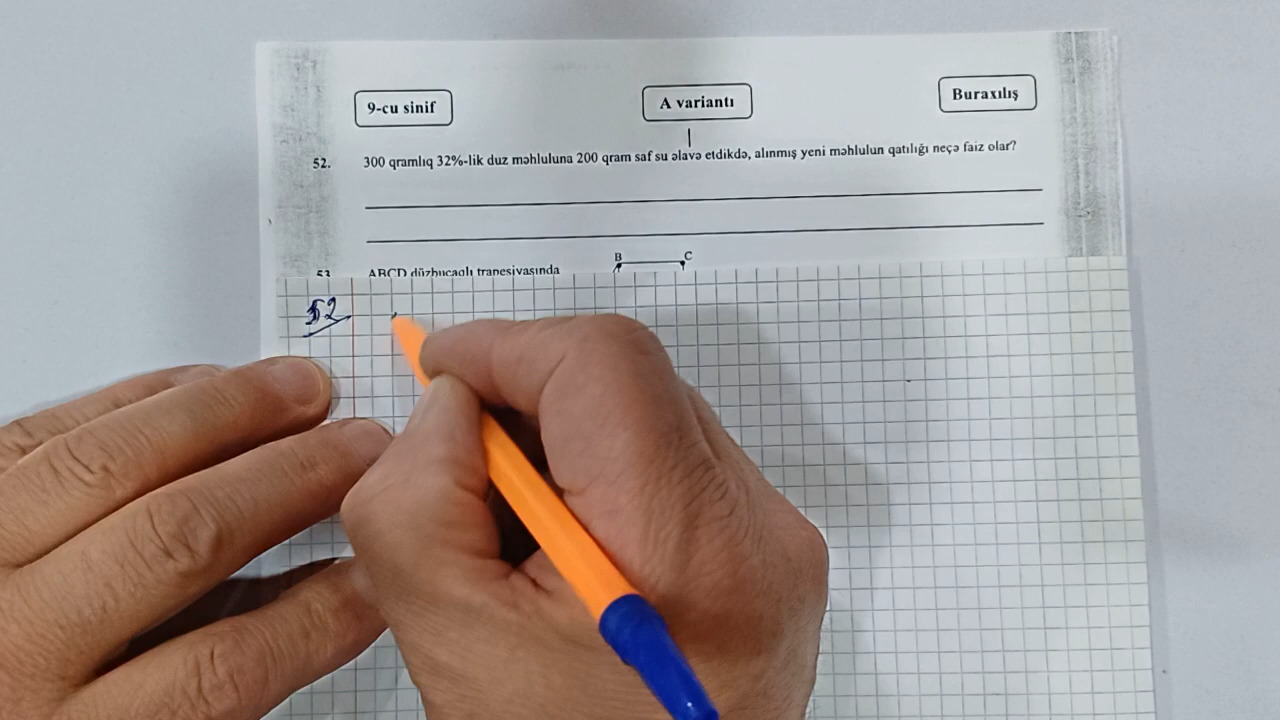 9-cu sinif
A variantı
Buraxılış
52. 300 qramlıq 32%-lik duz məhluluna 200 qram saf su əlavə etdikdə, alınmış yeni məhlulun qatılığı neçə faiz olar?
B C
53. ABCD düzbucaqlı trapesiyasında
52